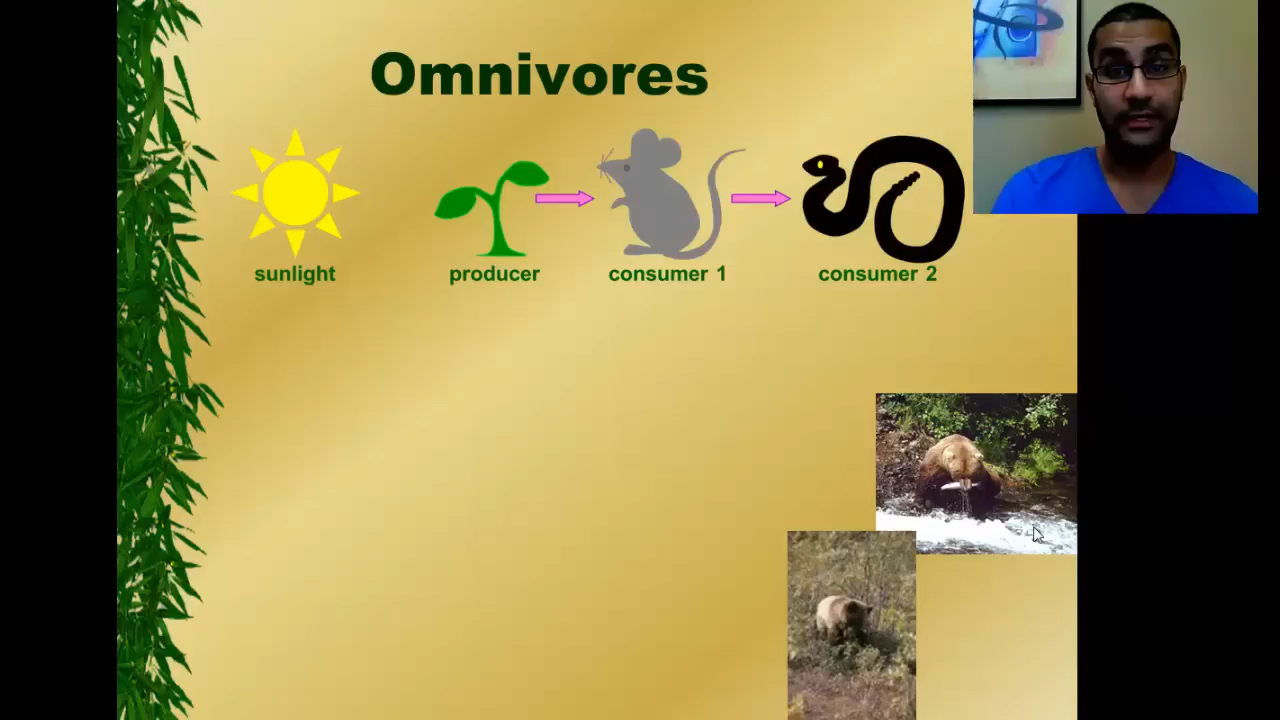 Omnivores
sunlight
producer
consumer 1
consumer 2